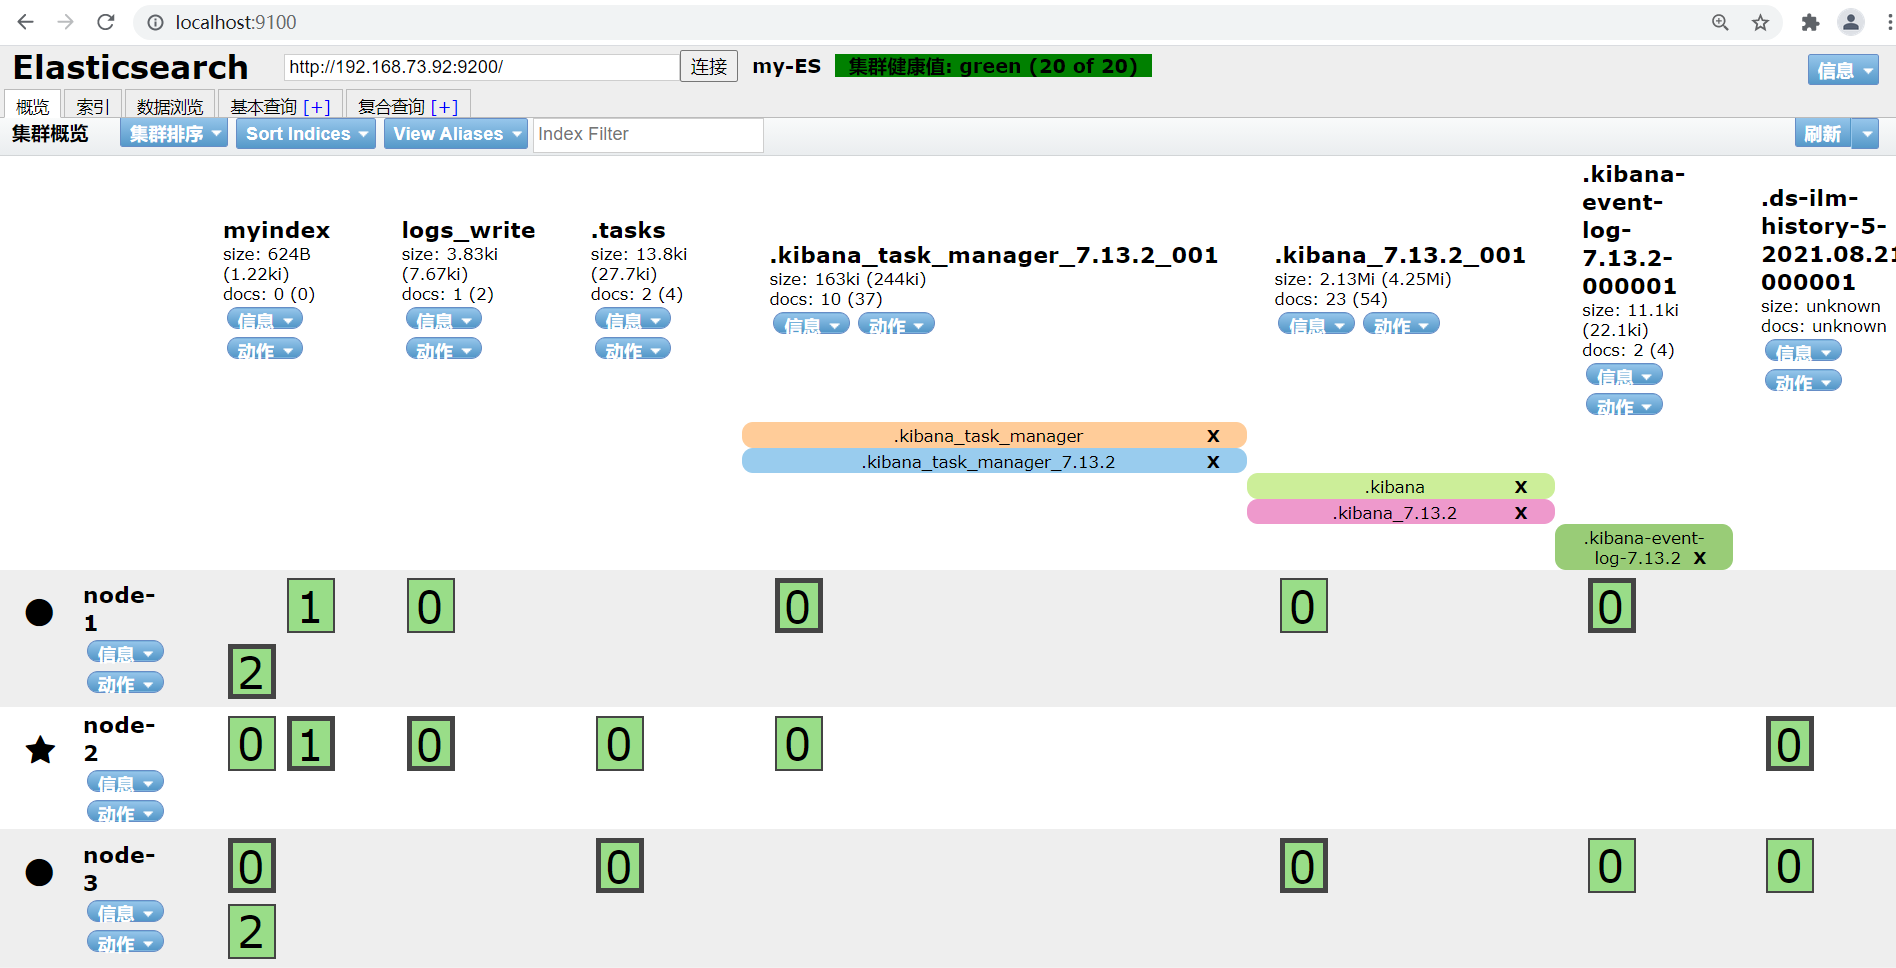 localhost:9100
Elasticsearch
http://192.168.73.92:9200/
连接
my-ES
集群健康值: green (20 of 20)
信息
概览
索引
数据浏览
基本查询 [+]
复合查询 [+]
集群概览
集群排序
Sort Indices
View Aliases
Index Filter
刷新
myindex
size: 624B
(1.22ki)
docs: 0 (0)
信息
动作
logs_write
size: 3.83ki
(7.67ki)
docs: 1 (2)
信息
动作
.tasks
size: 13.8ki
(27.7ki)
docs: 2 (4)
信息
动作
.kibana_task_manager_7.13.2_001
size: 163ki (244ki)
docs: 10 (37)
信息
动作
.kibana_7.13.2_001
size: 2.13Mi (4.25Mi)
docs: 23 (54)
信息
动作
.kibana-
event-
log-
7.13.2-
000001
size: 11.1ki
(22.1ki)
docs: 2 (4)
信息
动作
.ds-ilm-
history-5-
2021.08.21
000001
size: unknown
docs: unknown
信息
动作
.kibana_task_manager X
.kibana_task_manager_7.13.2 X
.kibana X
.kibana_7.13.2 X
.kibana-event-
log-7.13.2 X
node-
1
信息
动作
1 0 0 0 0
2
node-
2
信息
动作
0 1 0 0 0 0
node-
3
信息
动作
0 0 0 0 0
2